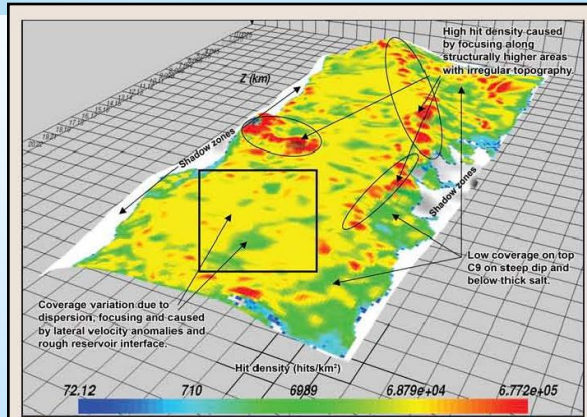 High hit density caused
by focusing along
structurally higher areas
with irregular topography.
Z (km)
Shadow zones
Shadow zones
Low coverage on top
C9 on steep dip and
below thick salt.
Coverage variation due to
dispersion, focusing and caused
by lateral velocity anomalies and
rough reservoir interface.
Hit density (hits/km²)
72.12 710 6989 6.879e+04 6.772e+05